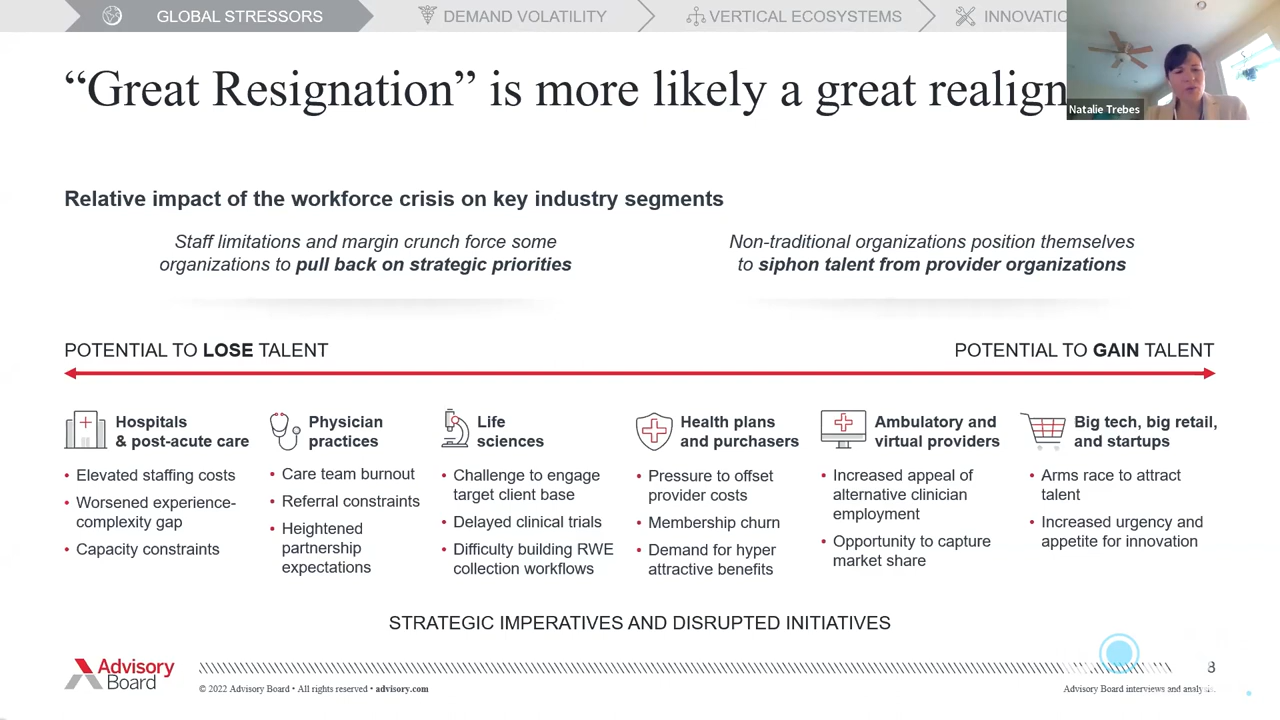 GLOBAL STRESSORS
DEMAND VOLATILITY
VERTICAL ECOSYSTEMS
Natalie Trebes
“Great Resignation” is more likely a great
Relative impact of the workforce crisis on key industry segments
Staff limitations and margin crunch force some
organizations to pull back on strategic priorities
Non-traditional organizations position themselves
to siphon talent from provider organizations
POTENTIAL TO LOSE TALENT
POTENTIAL TO GAIN TALENT
Hospitals
& post-acute care
• Elevated staffing costs
• Worsened experience-
complexity gap
• Capacity constraints
Physician
practices
• Care team burnout
• Referral constraints
• Heightened
partnership
expectations
Life
sciences
• Challenge to engage
target client base
• Delayed clinical trials
• Difficulty building RWE
collection workflows
Health plans
and purchasers
• Pressure to offset
provider costs
• Membership churn
• Demand for hyper
attractive benefits
Ambulatory and
virtual providers
• Increased appeal of
alternative clinician
employment
• Opportunity to capture
market share
Big tech, big retail,
and startups
• Arms race to attract
talent
• Increased urgency and
appetite for innovation
STRATEGIC IMPERATIVES AND DISRUPTED INITIATIVES
Advisory
Board
© 2022 Advisory Board • All rights reserved • advisory.com
8
Advisory Board interviews and analysis.